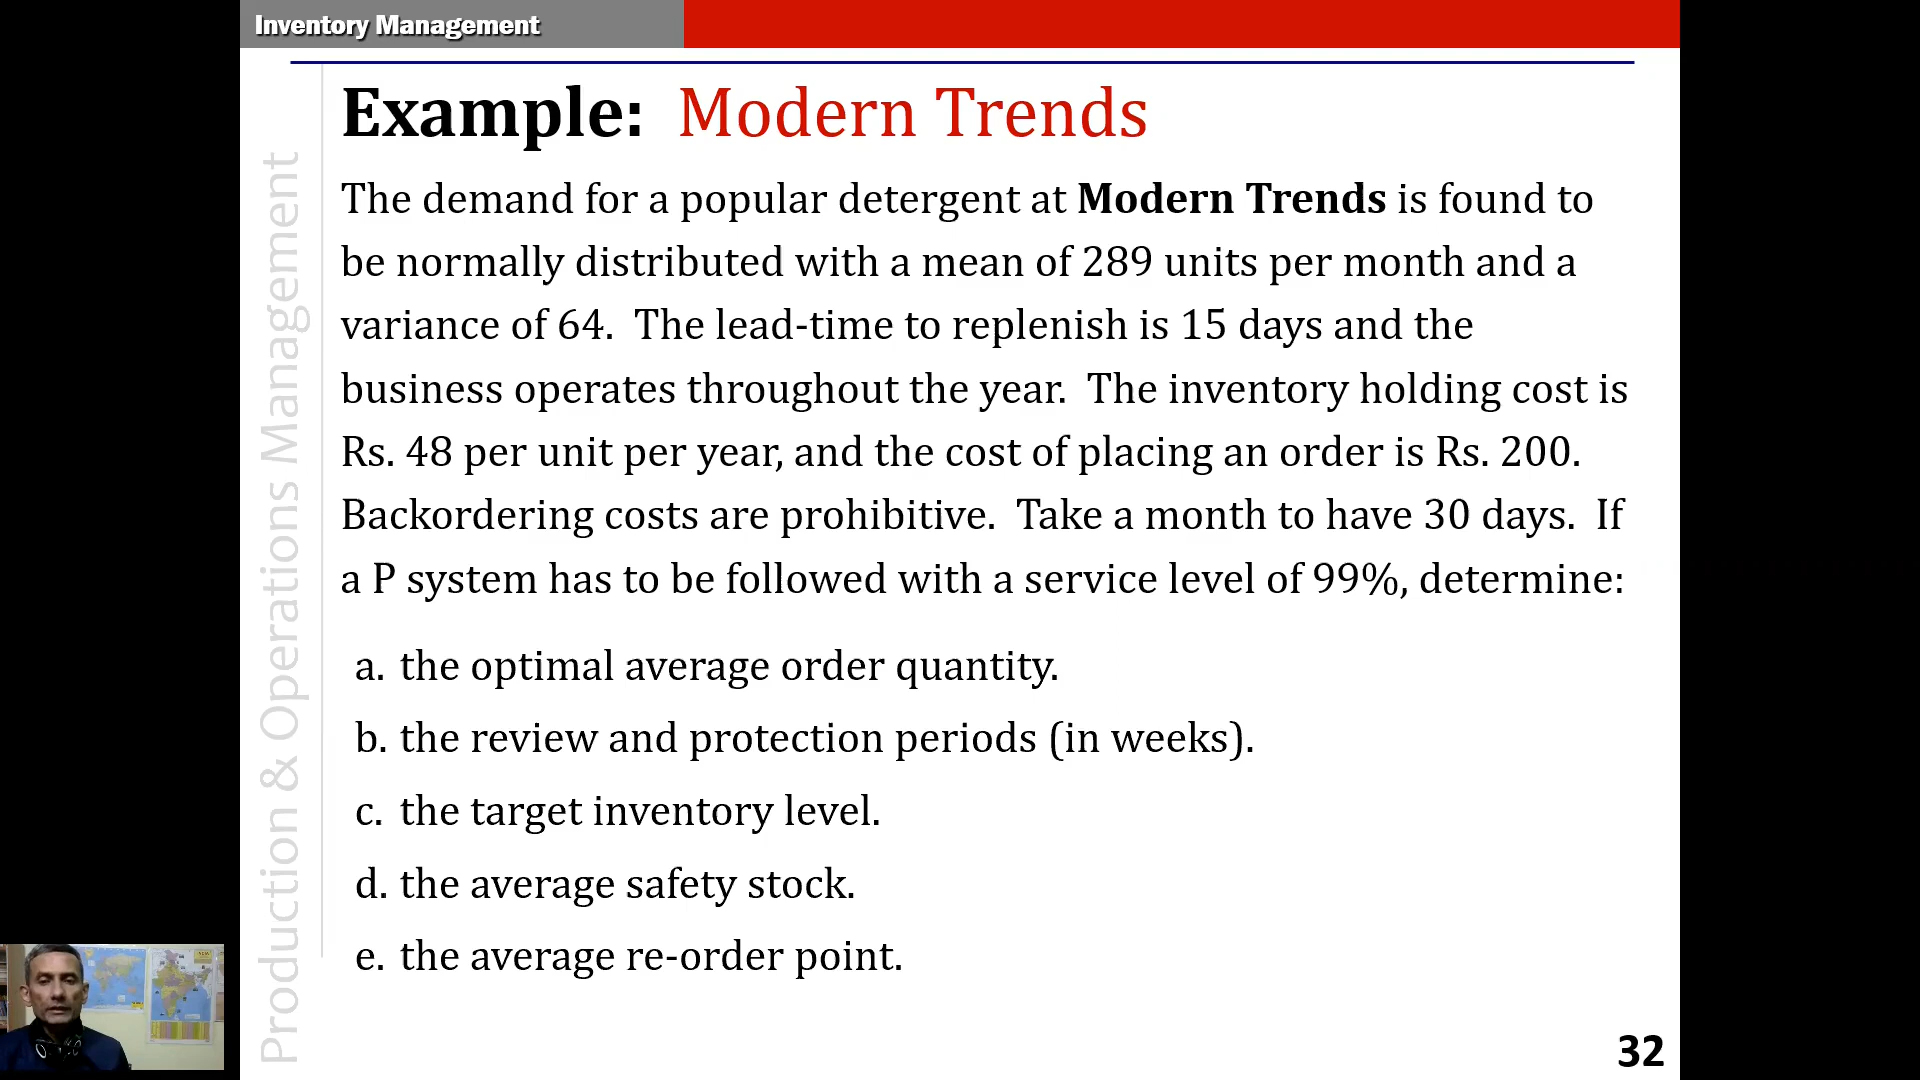 Inventory Management
Example: Modern Trends
The demand for a popular detergent at Modern Trends is found to
be normally distributed with a mean of 289 units per month and a
variance of 64. The lead-time to replenish is 15 days and the
business operates throughout the year. The inventory holding cost is
Rs. 48 per unit per year, and the cost of placing an order is Rs. 200.
Backordering costs are prohibitive. Take a month to have 30 days. If
a P system has to be followed with a service level of 99%, determine:
a. the optimal average order quantity.
b. the review and protection periods (in weeks).
c. the target inventory level.
d. the average safety stock.
e. the average re-order point.
Production & Operations Management
32